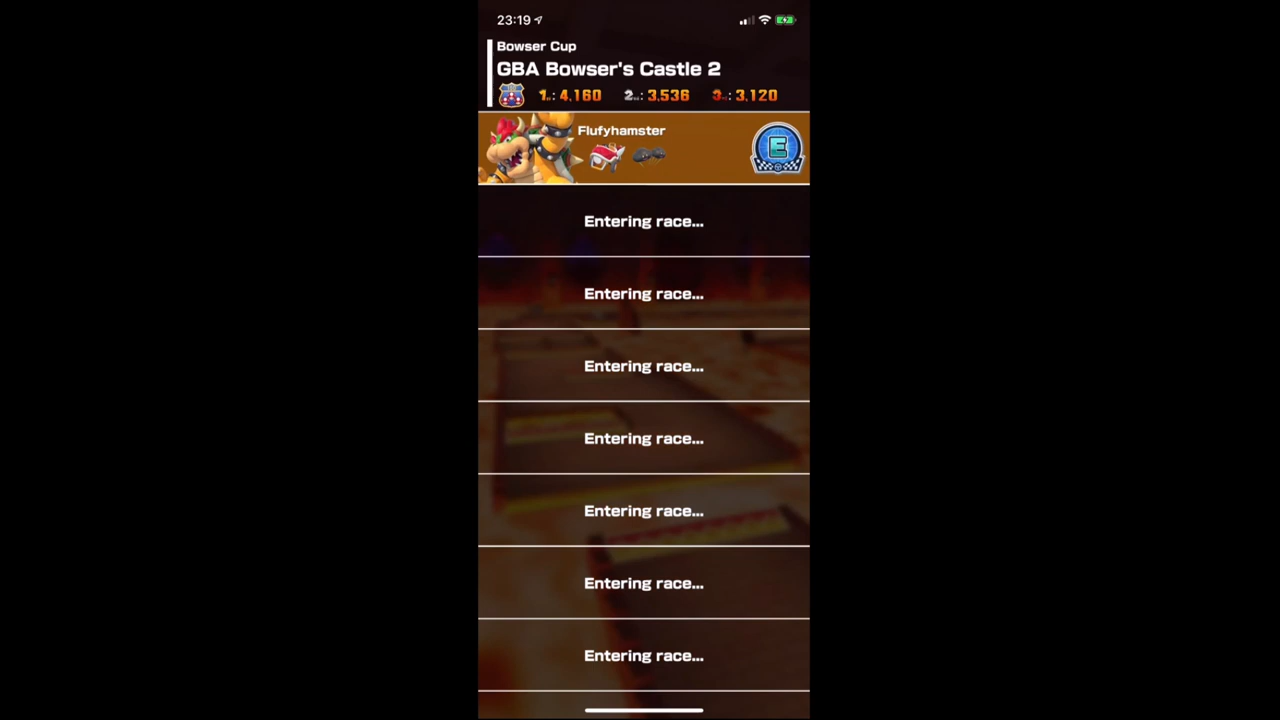 23:19
Bowser Cup
GBA Bowser's Castle 2
1st: 4,160 2nd: 3,536 3rd: 3,120
Flufyhamster
E
Entering race...
Entering race...
Entering race...
Entering race...
Entering race...
Entering race...
Entering race...